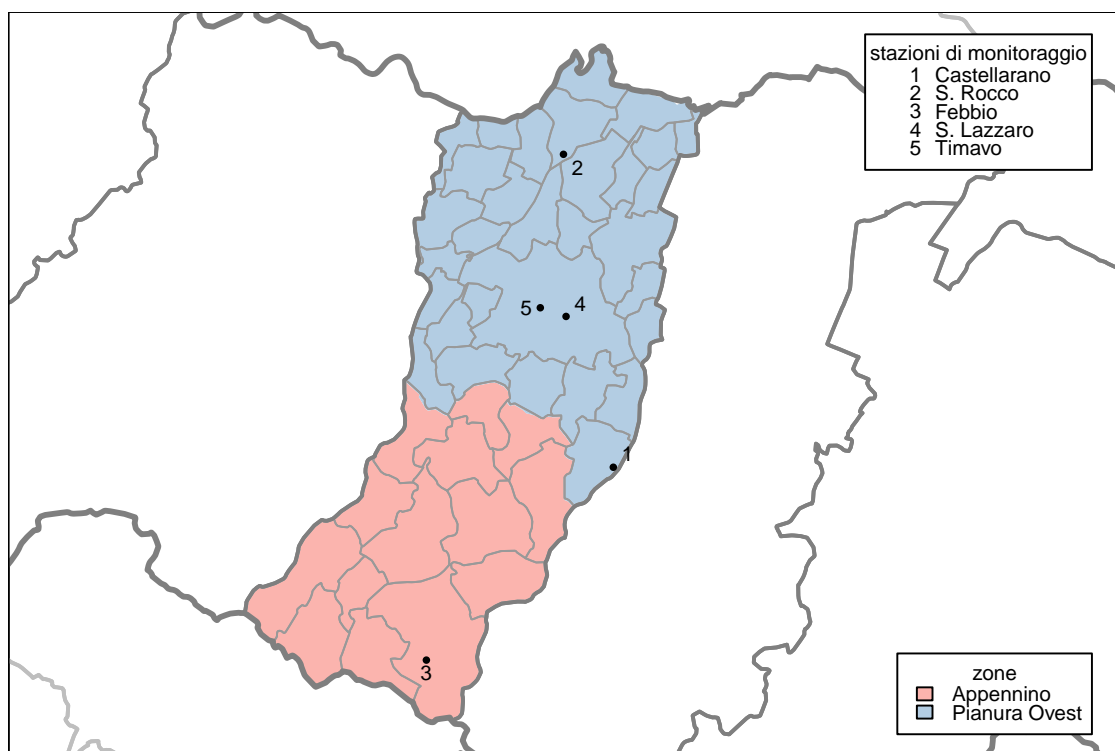 stazioni di monitoraggio
1 Castellarano
2 S. Rocco
3 Febbio
4 S. Lazzaro
5 Timavo
2
5
4
1
3
zone
Appennino
Pianura Ovest